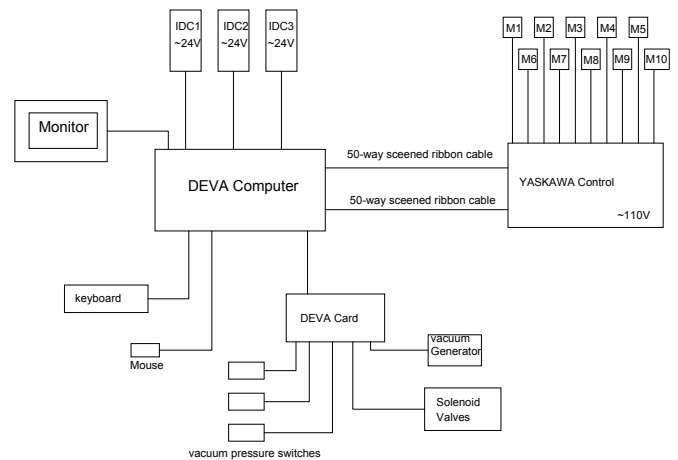 IDC1
~24V
IDC2
~24V
IDC3
~24V
M1
M2
M3
M4
M5
M6
M7
M8
M9
M10
Monitor
50-way sceened ribbon cable
DEVA Computer
YASKAWA Control
50-way sceened ribbon cable
~110V
keyboard
DEVA Card
vacuum
Generator
Mouse
Solenoid
Valves
vacuum pressure switches